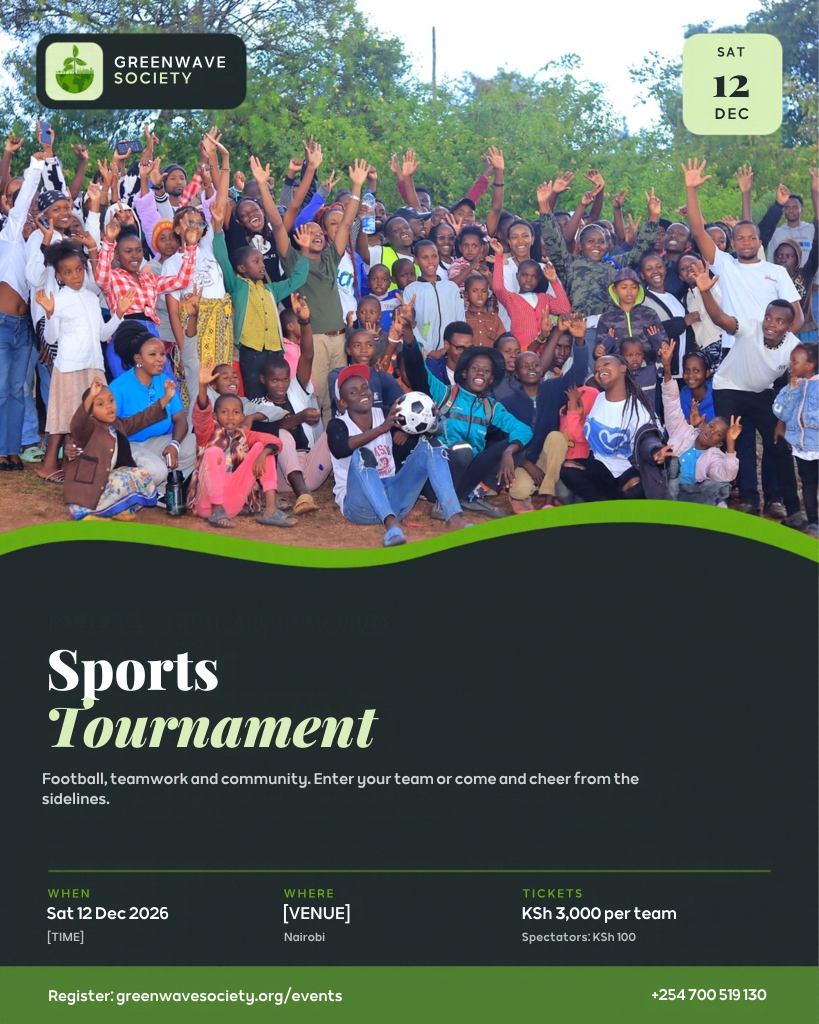 GREENWAVE
SOCIETY
SAT
12
DEC
Sports
Tournament
Football, teamwork and community. Enter your team or come and cheer from the
sidelines.
WHEN
Sat 12 Dec 2026
[TIME]
WHERE
[VENUE]
Nairobi
TICKETS
KSh 3,000 per team
Spectators: KSh 100
Register: greenwavesociety.org/events
+254 700 519 130